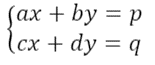 ax + by = p
cx + dy = q